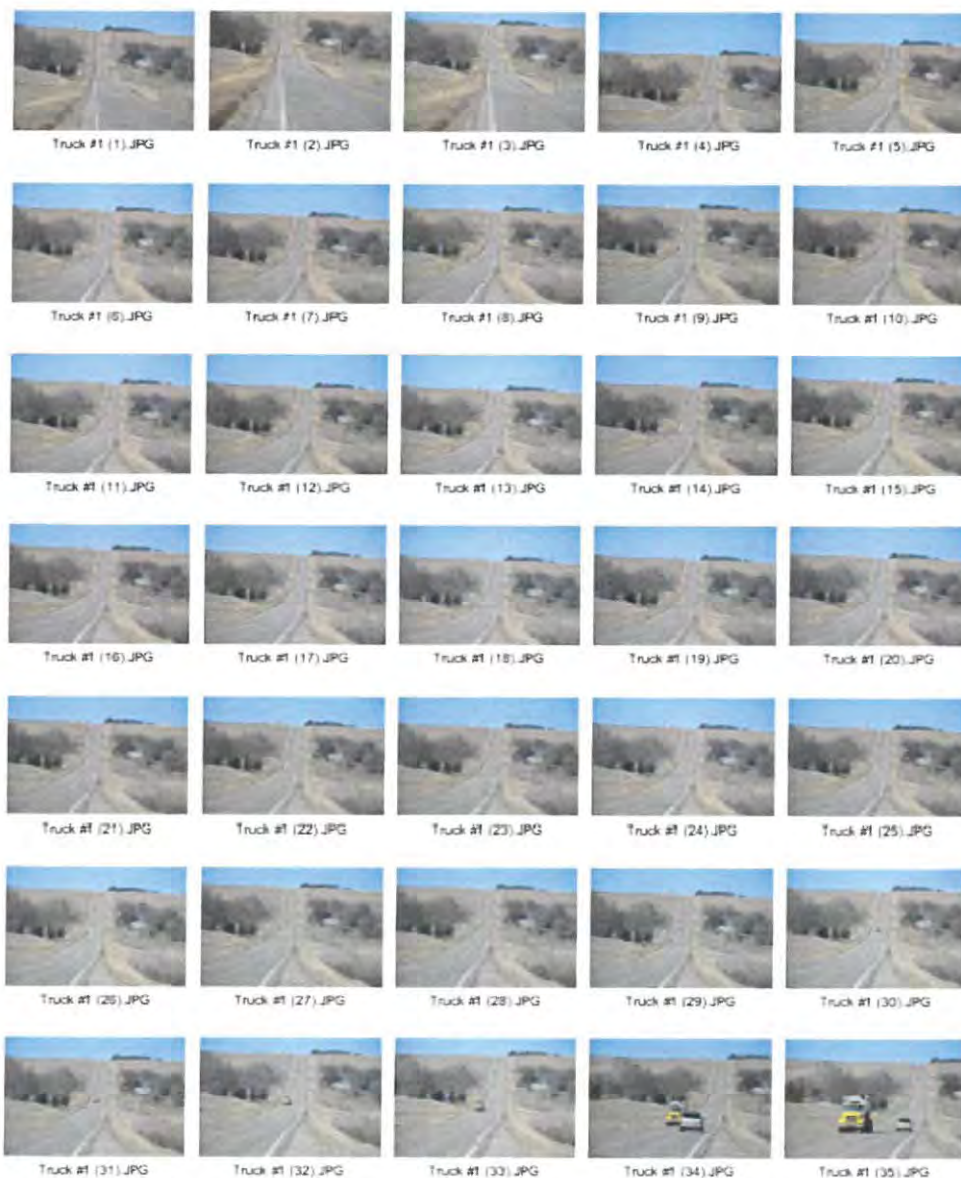 Truck #1 (1).JPG Truck #1 (2).JPG Truck #1 (3).JPG Truck #1 (4).JPG Truck #1 (5).JPG
Truck #1 (6).JPG Truck #1 (7).JPG Truck #1 (8).JPG Truck #1 (9).JPG Truck #1 (10).JPG
Truck #1 (11).JPG Truck #1 (12).JPG Truck #1 (13).JPG Truck #1 (14).JPG Truck #1 (15).JPG
Truck #1 (16).JPG Truck #1 (17).JPG Truck #1 (18).JPG Truck #1 (19).JPG Truck #1 (20).JPG
Truck #1 (21).JPG Truck #1 (22).JPG Truck #1 (23).JPG Truck #1 (24).JPG Truck #1 (25).JPG
Truck #1 (26).JPG Truck #1 (27).JPG Truck #1 (28).JPG Truck #1 (29).JPG Truck #1 (30).JPG
Truck #1 (31).JPG Truck #1 (32).JPG Truck #1 (33).JPG Truck #1 (34).JPG Truck #1 (35).JPG